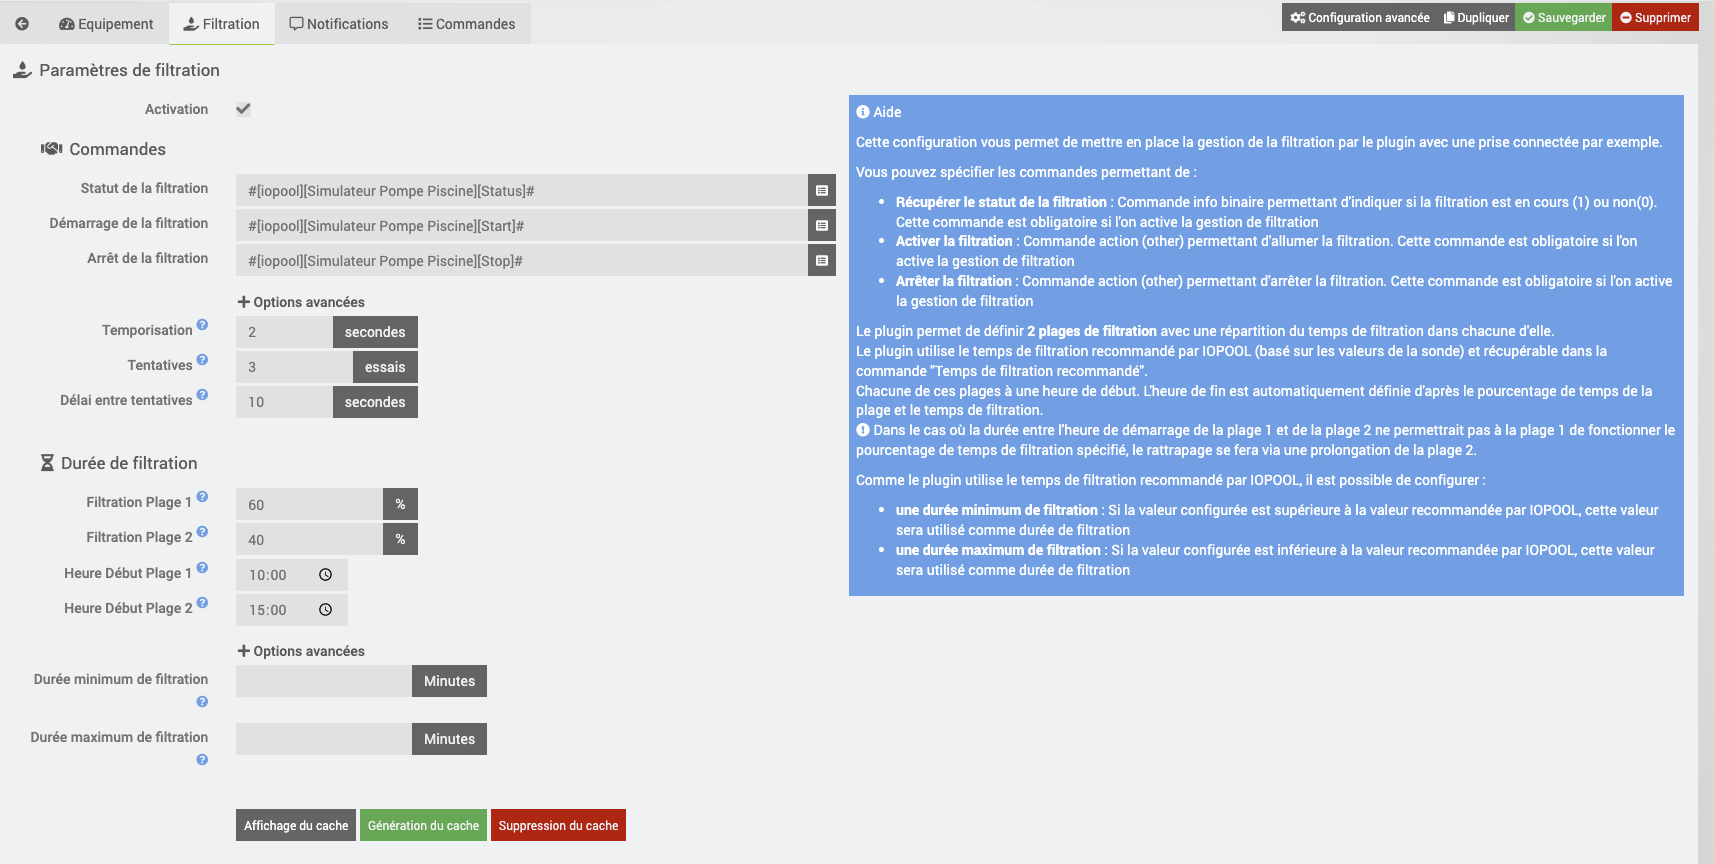 Equipement
Filtration
Notifications
Commandes
Configuration avancée
Dupliquer
Sauvegarder
Supprimer
Paramètres de filtration
Activation
Commandes
Statut de la filtration
#[iopool][Simulateur Pompe Piscine][Status]#
Démarrage de la filtration
#[iopool][Simulateur Pompe Piscine][Start]#
Arrêt de la filtration
#[iopool][Simulateur Pompe Piscine][Stop]#
Options avancées
Temporisation ? 2 secondes
Tentatives ? 3 essais
Délai entre tentatives ? 10 secondes
Durée de filtration
Filtration Plage 1 ? 60 %
Filtration Plage 2 ? 40 %
Heure Début Plage 1 ? 10:00
Heure Début Plage 2 ? 15:00
Options avancées
Durée minimum de filtration Minutes
?
Durée maximum de filtration Minutes
?
Affichage du cache
Génération du cache
Suppression du cache
Aide
Cette configuration vous permet de mettre en place la gestion de la filtration par le plugin avec une prise connectée par exemple.
Vous pouvez spécifier les commandes permettant de :
• Récupérer le statut de la filtration : Commande info binaire permettant d'indiquer si la filtration est en cours (1) ou non(0).
Cette commande est obligatoire si l'on active la gestion de filtration
• Activer la filtration : Commande action (other) permettant d'allumer la filtration. Cette commande est obligatoire si l'on
active la gestion de filtration
• Arrêter la filtration : Commande action (other) permettant d'arrêter la filtration. Cette commande est obligatoire si l'on active
la gestion de filtration
Le plugin permet de définir 2 plages de filtration avec une répartition du temps de filtration dans chacune d'elle.
Le plugin utilise le temps de filtration recommandé par IOPOOL (basé sur les valeurs de la sonde) et récupérable dans la
commande "Temps de filtration recommandé".
Chacune de ces plages à une heure de début. L'heure de fin est automatiquement définie d'après le pourcentage de temps de la
plage et le temps de filtration.
Dans le cas où la durée entre l'heure de démarrage de la plage 1 et de la plage 2 ne permettrait pas à la plage 1 de fonctionner le
pourcentage de temps de filtration spécifié, le rattrapage se fera via une prolongation de la plage 2.
Comme le plugin utilise le temps de filtration recommandé par IOPOOL, il est possible de configurer :
• une durée minimum de filtration : Si la valeur configurée est supérieure à la valeur recommandée par IOPOOL, cette valeur
sera utilisé comme durée de filtration
• une durée maximum de filtration : Si la valeur configurée est inférieure à la valeur recommandée par IOPOOL, cette valeur
sera utilisé comme durée de filtration